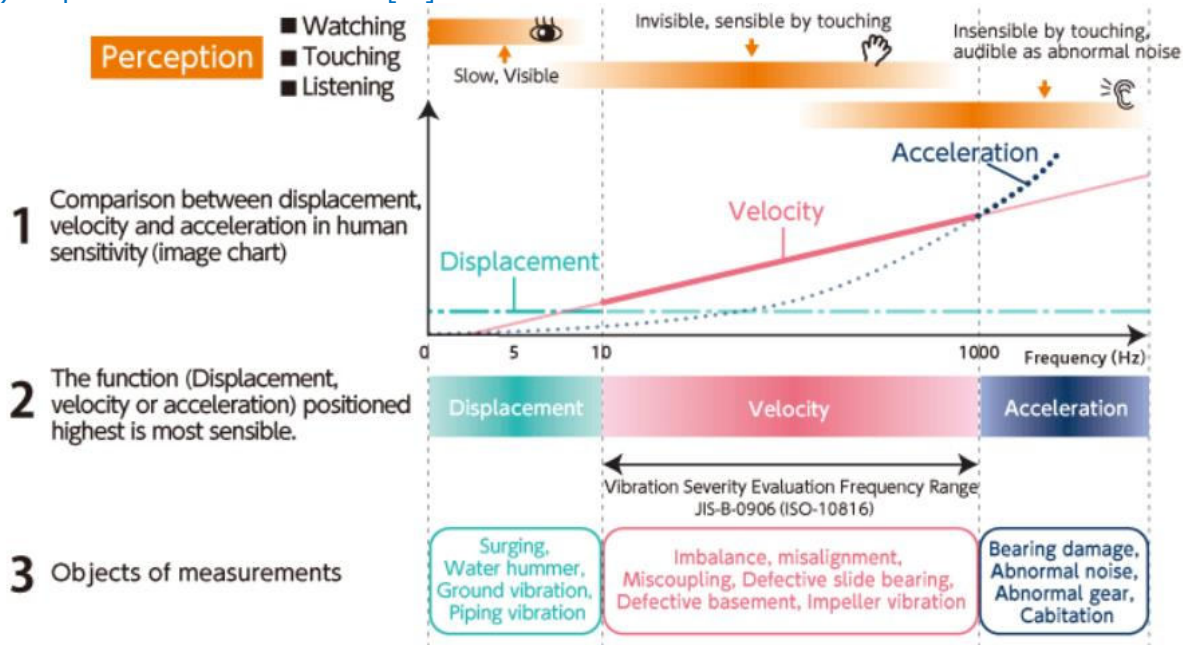 Perception
■ Watching
■ Touching
■ Listening
Slow, Visible
Invisible, sensible by touching
Insensible by touching,
audible as abnormal noise
1
Comparison between displacement,
velocity and acceleration in human
sensitivity (image chart)
Displacement
Velocity
Acceleration
0 5 10 1000 Frequency (Hz)
2
The function (Displacement,
velocity or acceleration) positioned
highest is most sensible.
Displacement
Velocity
Acceleration
Vibration Severity Evaluation Frequency Range
JIS-B-0906 (ISO-10816)
3
Objects of measurements
Surging,
Water hummer,
Ground vibration,
Piping vibration
Imbalance, misalignment,
Miscoupling, Defective slide bearing,
Defective basement, Impeller vibration
Bearing damage,
Abnormal noise,
Abnormal gear,
Cabitation